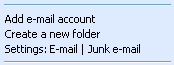 Add e-mail account
Create a new folder
Settings: E-mail | Junk e-mail